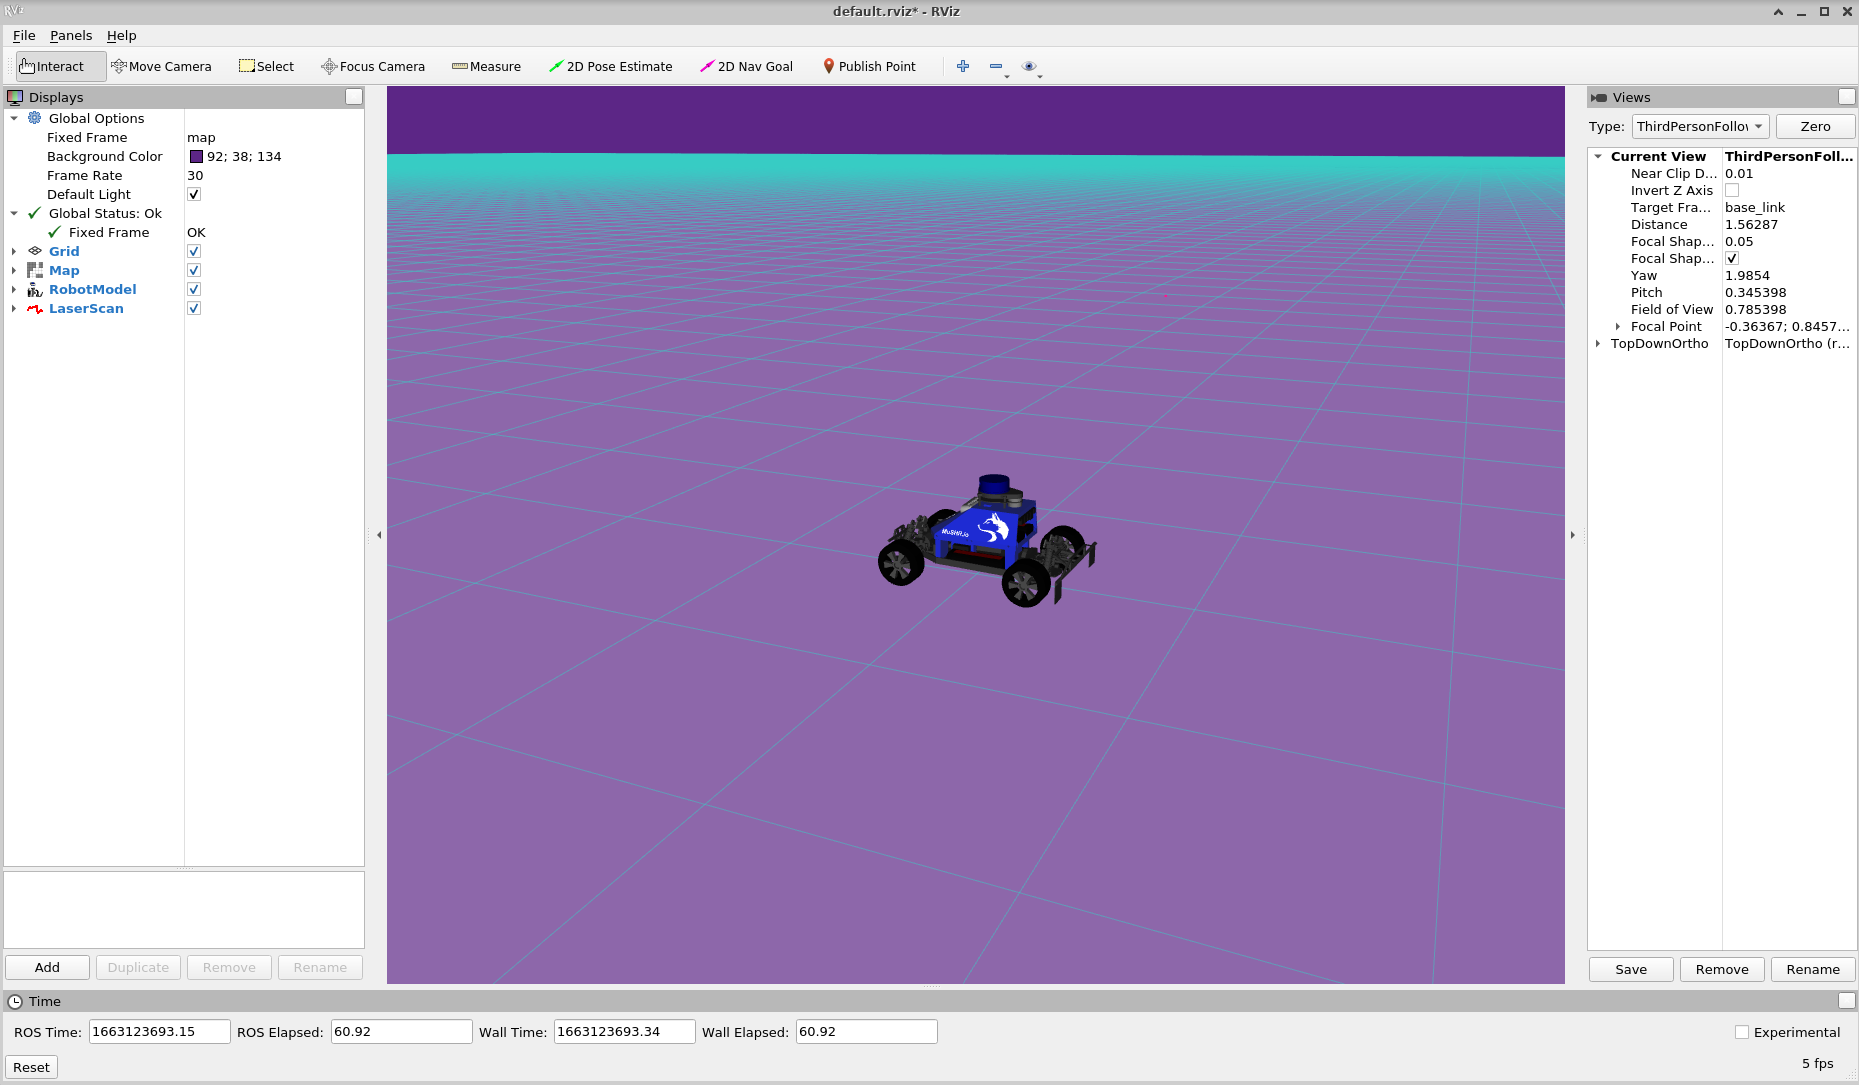 RViz
default.rviz* - RViz
File Panels Help
Interact Move Camera Select Focus Camera Measure 2D Pose Estimate 2D Nav Goal Publish Point
Displays
Global Options
Fixed Frame map
Background Color 92; 38; 134
Frame Rate 30
Default Light
Global Status: Ok
Fixed Frame OK
Grid
Map
RobotModel
LaserScan
Add Duplicate Remove Rename
MuSHR.io
Views
Type: ThirdPersonFollov Zero
Current View ThirdPersonFoll...
Near Clip D... 0.01
Invert Z Axis
Target Fra... base_link
Distance 1.56287
Focal Shap... 0.05
Focal Shap...
Yaw 1.9854
Pitch 0.345398
Field of View 0.785398
Focal Point -0.36367; 0.8457...
TopDownOrtho TopDownOrtho (r...
Save Remove Rename
Time
ROS Time: 1663123693.15 ROS Elapsed: 60.92 Wall Time: 1663123693.34 Wall Elapsed: 60.92 Experimental
Reset 5 fps